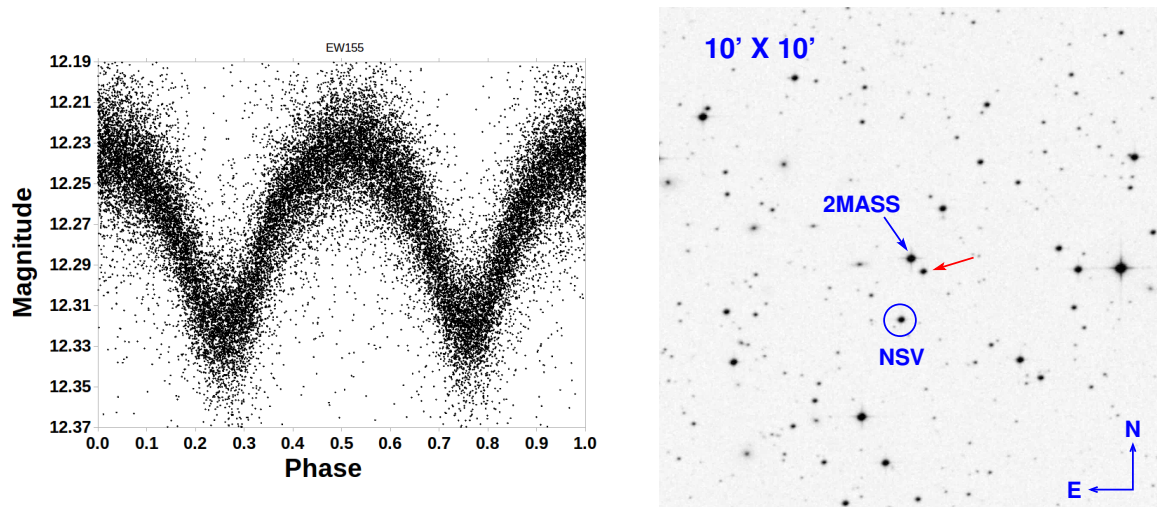 EW155
12.19
12.21
12.23
12.25
12.27
12.29
12.31
12.33
12.35
12.37
Magnitude
0.0 0.1 0.2 0.3 0.4 0.5 0.6 0.7 0.8 0.9 1.0
Phase
10’ X 10’
2MASS
NSV
N
E